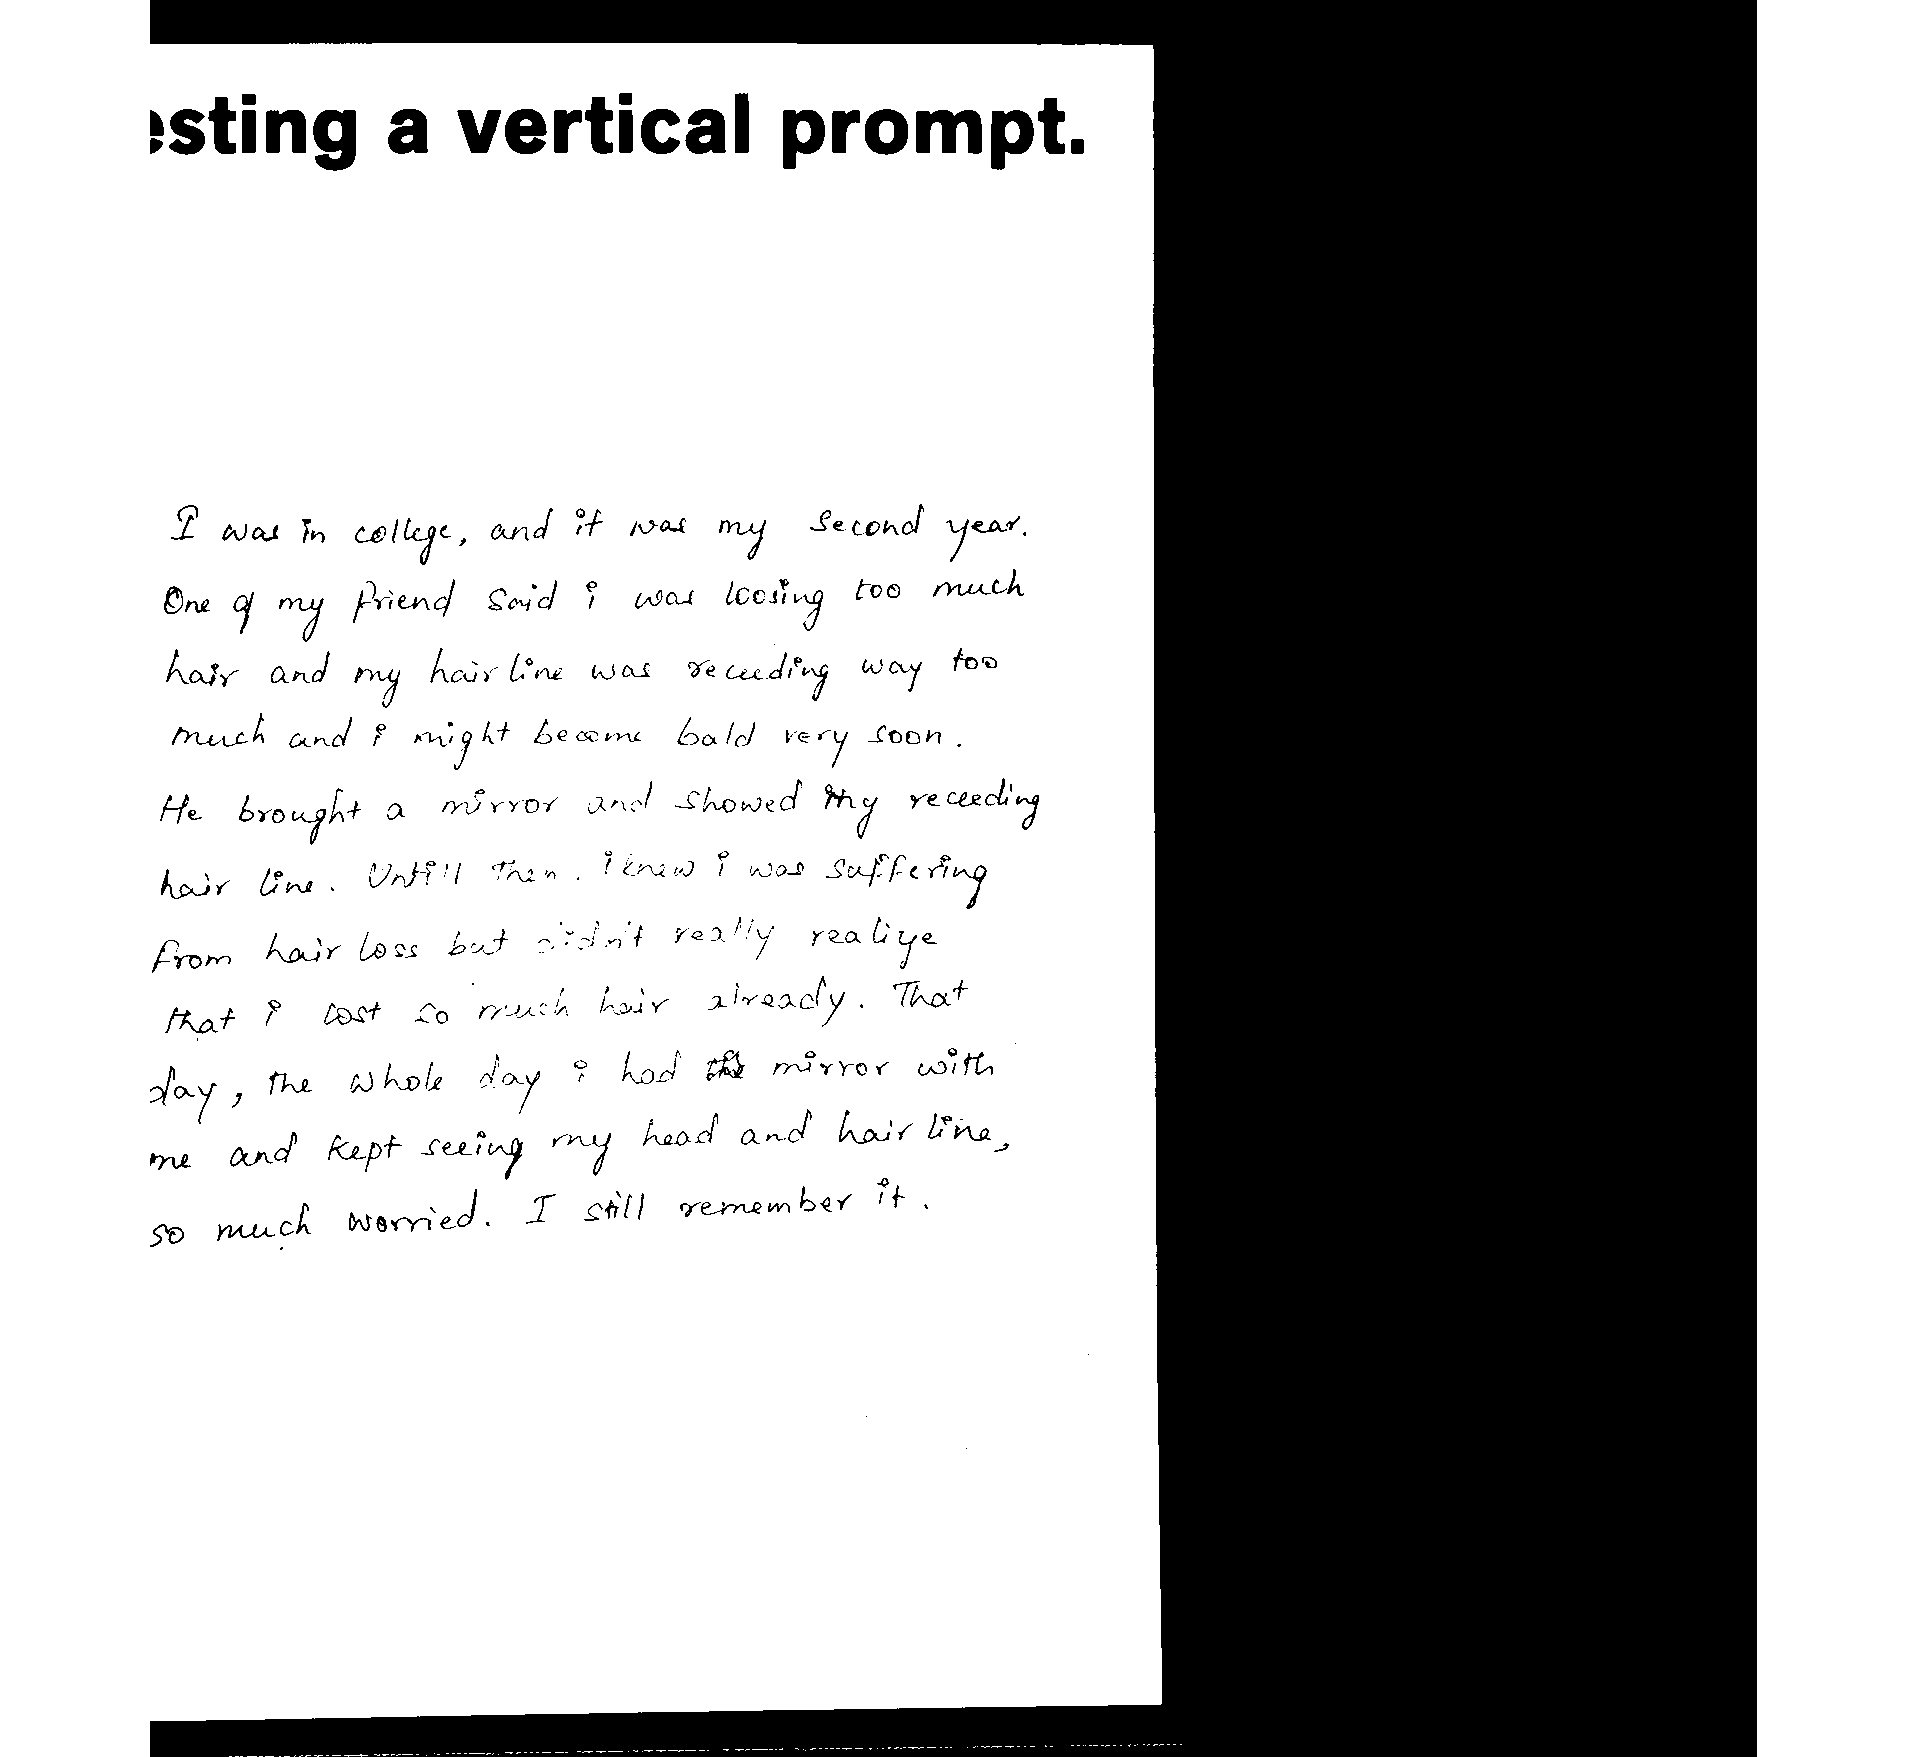 esting a vertical prompt.
I was in college, and it was my second year.
One of my friend said i was loosing too much
hair and my hair line was receeding way too
much and i might become bald very soon.
He brought a mirror and showed my receeding
hair line. Untill then. i knew i was suffering
from hair loss but didn't really realize
that i lost so much hair already. That
day, the whole day i had the mirror with
me and kept seeing my head and hair line,
so much worried. I still remember it.